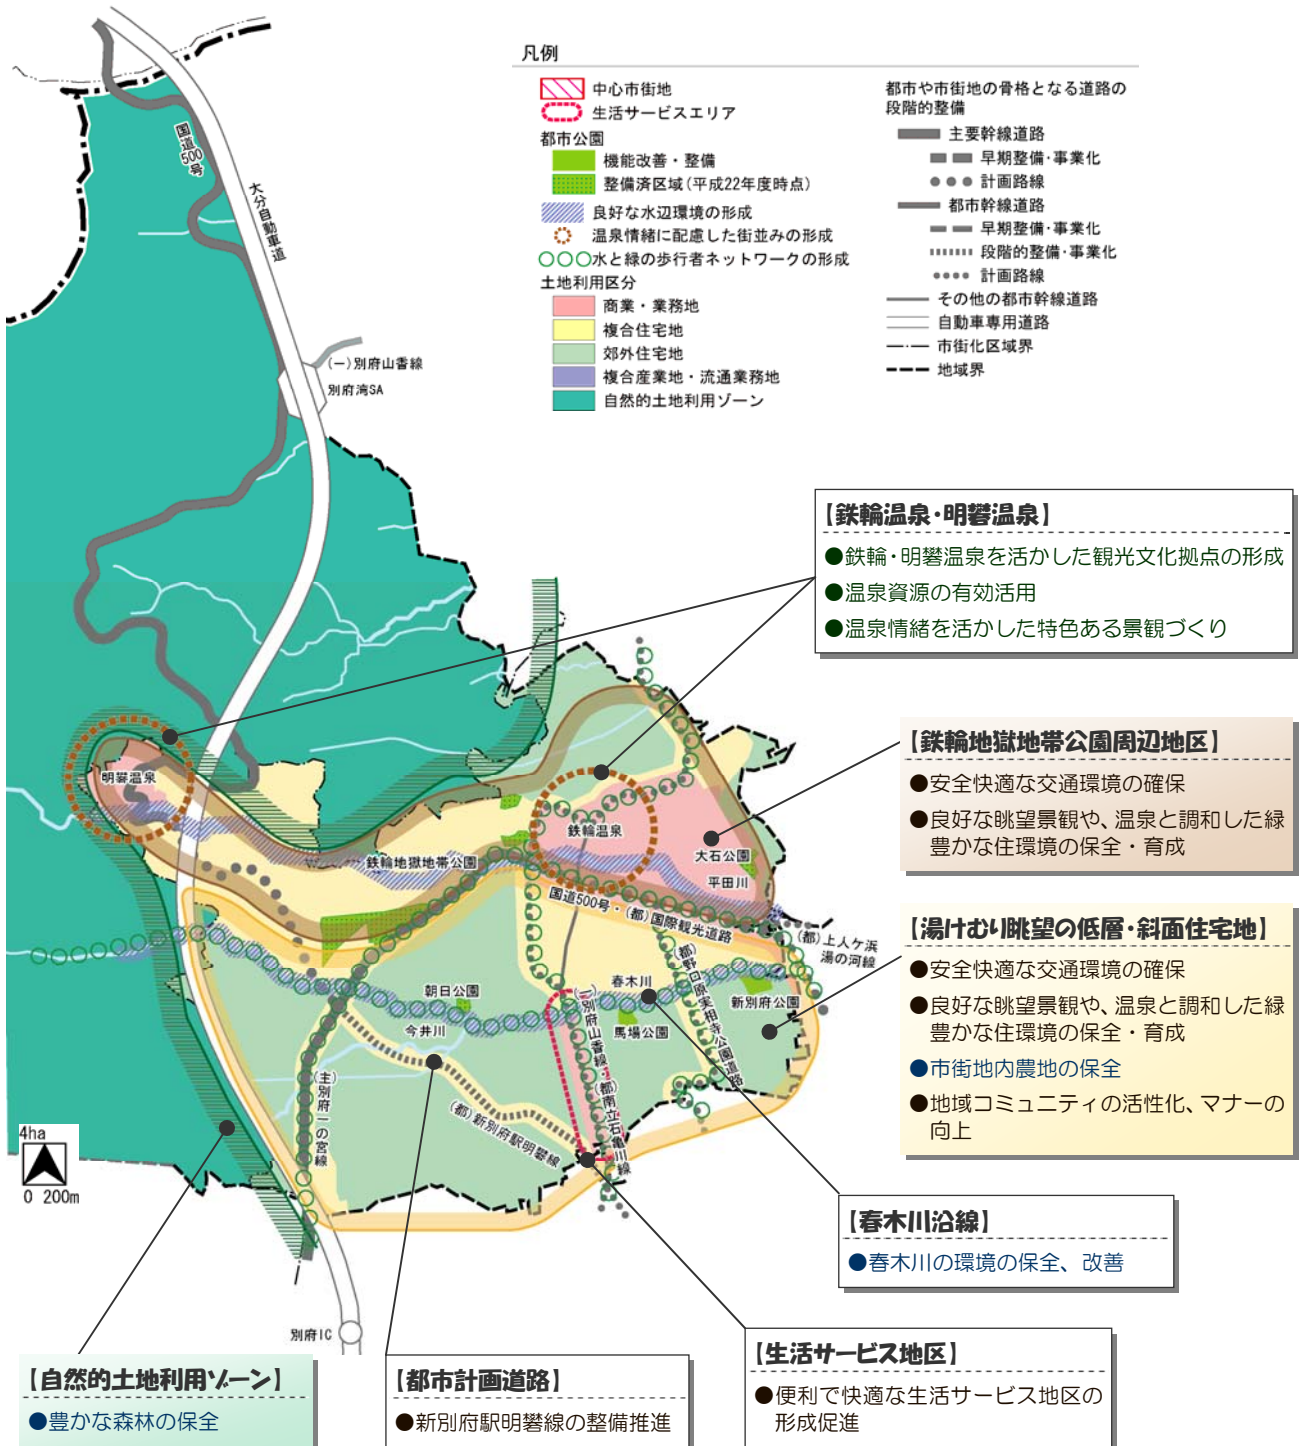 凡例
中心市街地
生活サービスエリア
都市公園
機能改善・整備
整備済区域(平成22年度時点)
良好な水辺環境の形成
温泉情緒に配慮した街並みの形成
水と緑の歩行者ネットワークの形成
土地利用区分
商業・業務地
複合住宅地
郊外住宅地
複合産業地・流通業務地
自然的土地利用ゾーン
都市や市街地の骨格となる道路の
段階的整備
主要幹線道路
早期整備・事業化
計画路線
都市幹線道路
早期整備・事業化
段階的整備・事業化
計画路線
その他の都市幹線道路
自動車専用道路
市街化区域界
地域界
国道500号
大分自動車道
(一)別府山香線
別府湾SA
【鉄輪温泉・明礬温泉】
●鉄輪・明礬温泉を活かした観光文化拠点の形成
●温泉資源の有効活用
●温泉情緒を活かした特色ある景観づくり
【鉄輪地獄地帯公園周辺地区】
●安全快適な交通環境の確保
●良好な眺望景観や、温泉と調和した緑
豊かな住環境の保全・育成
【湯けむり眺望の低層・斜面住宅地】
●安全快適な交通環境の確保
●良好な眺望景観や、温泉と調和した緑
豊かな住環境の保全・育成
●市街地内農地の保全
●地域コミュニティの活性化、マナーの
向上
明礬温泉
鉄輪温泉
鉄輪地獄地帯公園
大石公園
平田川
国道500号・(都)国際観光道路
(都)上人ケ浜
湯の河線
(都)野口原実相寺公園道路
春木川
新別府公園
朝日公園
今井川
馬場公園
(一)別府山香線・(都)南立石亀川線
(主)別府一の宮線
(都)新別府駅明礬線
4ha
0 200m
別府IC
【春木川沿線】
●春木川の環境の保全、改善
【自然的土地利用ゾーン】
●豊かな森林の保全
【都市計画道路】
●新別府駅明礬線の整備推進
【生活サービス地区】
●便利で快適な生活サービス地区の
形成促進